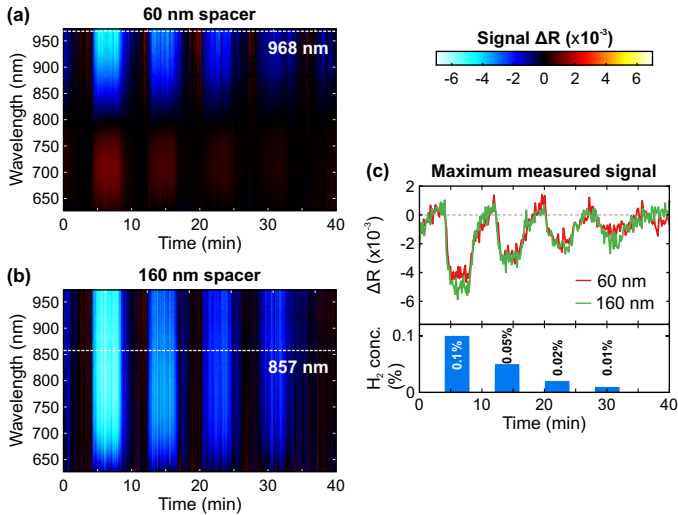 (a)
60 nm spacer
968 nm
Wavelength (nm)
950
900
850
800
750
700
650
0
10
20
30
40
Time (min)
Signal ΔR (x10⁻³)
-6
-4
-2
0
2
4
6
(b)
160 nm spacer
857 nm
Wavelength (nm)
950
900
850
800
750
700
650
0
10
20
30
40
Time (min)
(c)
Maximum measured signal
ΔR (x10⁻³)
2
0
-2
-4
-6
60 nm
160 nm
H₂ conc.
(%)
0.1
0
0.1%
0.05%
0.02%
0.01%
0
10
20
30
40
Time (min)